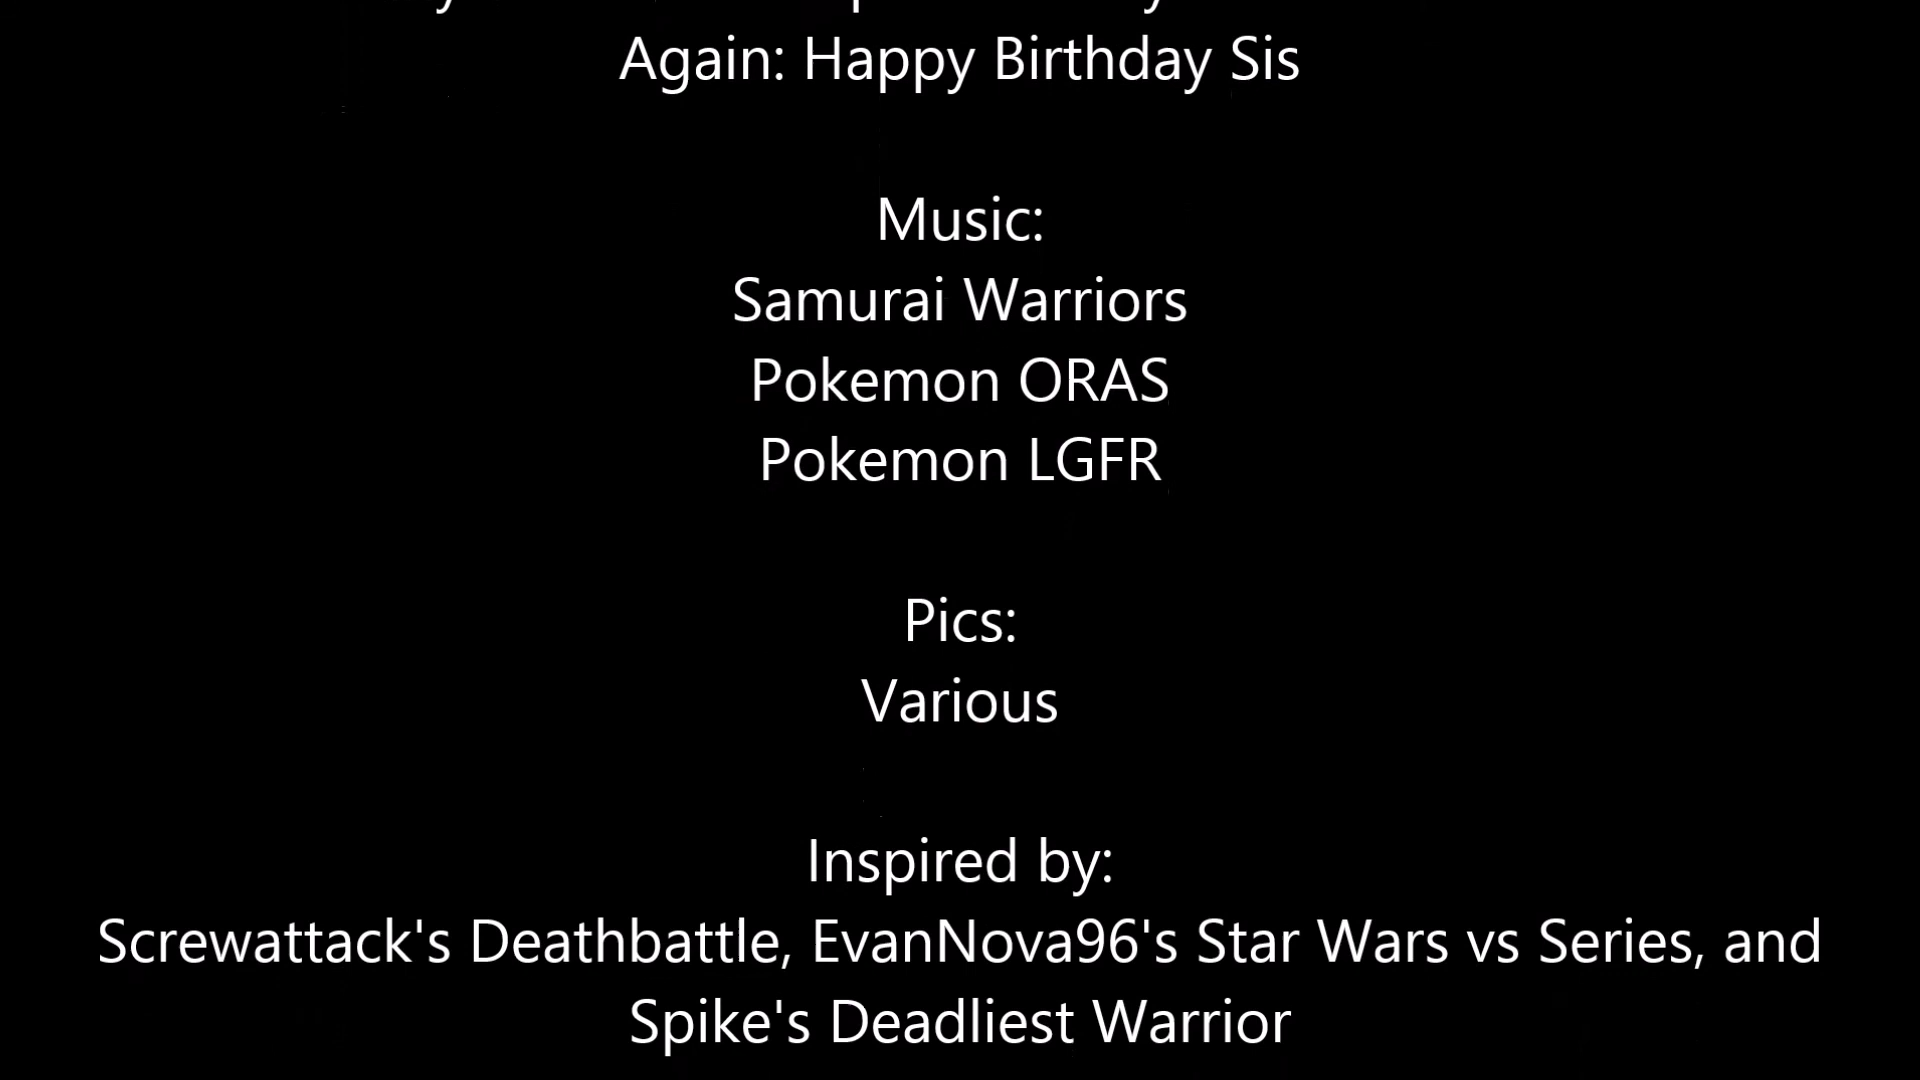 Again: Happy Birthday Sis
Music:
Samurai Warriors
Pokemon ORAS
Pokemon LGFR
Pics:
Various
Inspired by:
Screwattack's Deathbattle, EvanNova96's Star Wars vs Series, and
Spike's Deadliest Warrior